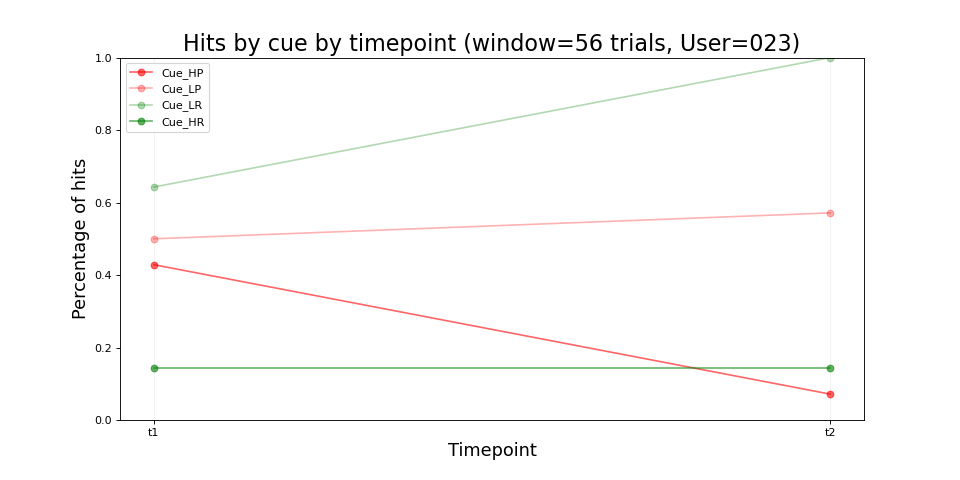 Hits by cue by timepoint (window=56 trials, User=023)
Cue_HP
Cue_LP
Cue_LR
Cue_HR
Percentage of hits
1.0
0.8
0.6
0.4
0.2
0.0
t1
t2
Timepoint